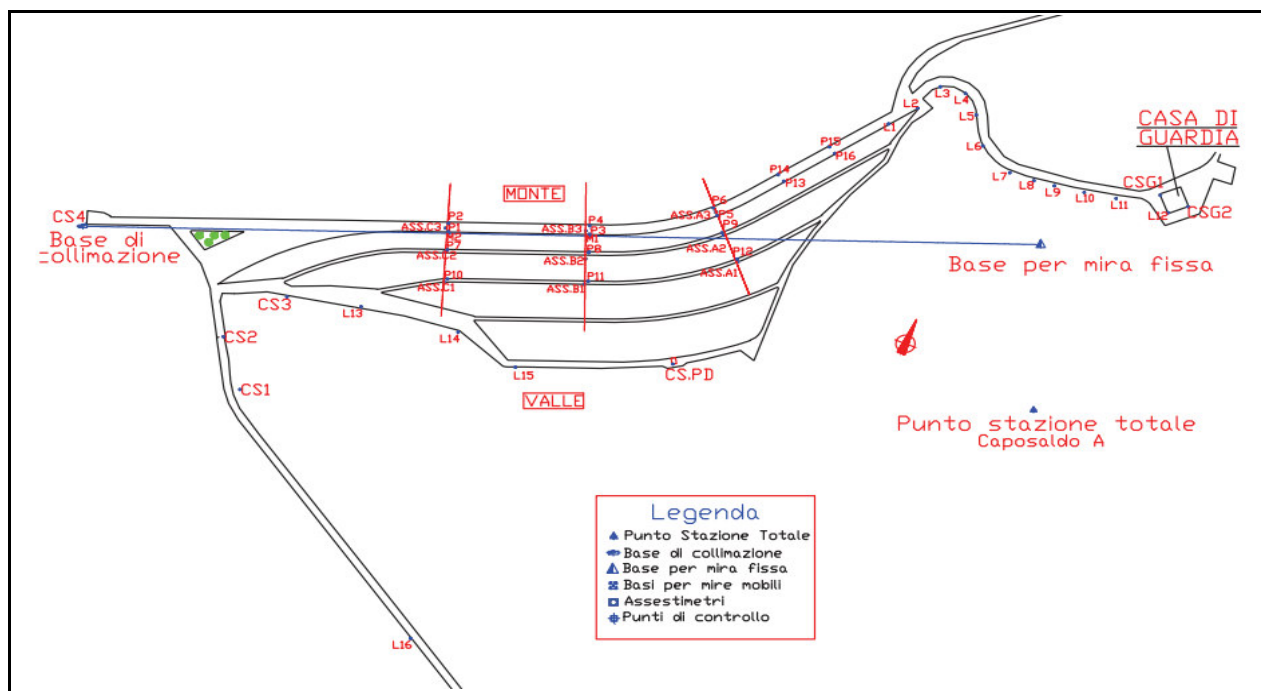 L3
L4
L2
L5
L1
CASA DI
GUARDIA
P15
L6
P16
P14
L7
P13
L8
L9
CSG1
L10
MONTE
L11
L12
CSG2
P6
CS4
P2
P4
ASS.A3
P5
ASS.C3
P1
ASS.B3
P3
P9
Base di
collimazione
M1
ASS.C2
P8
ASS.A2
ASS.B2
P12
Base per mira fissa
ASS.A1
P10
P11
ASS.C1
ASS.B1
CS3
L13
CS2
L14
L15
CS.PD
CS1
VALLE
Punto stazione totale
Caposaldo A
Legenda
Punto Stazione Totale
Base di collimazione
Base per mira fissa
Basi per mire mobili
Assestimetri
Punti di controllo
L16